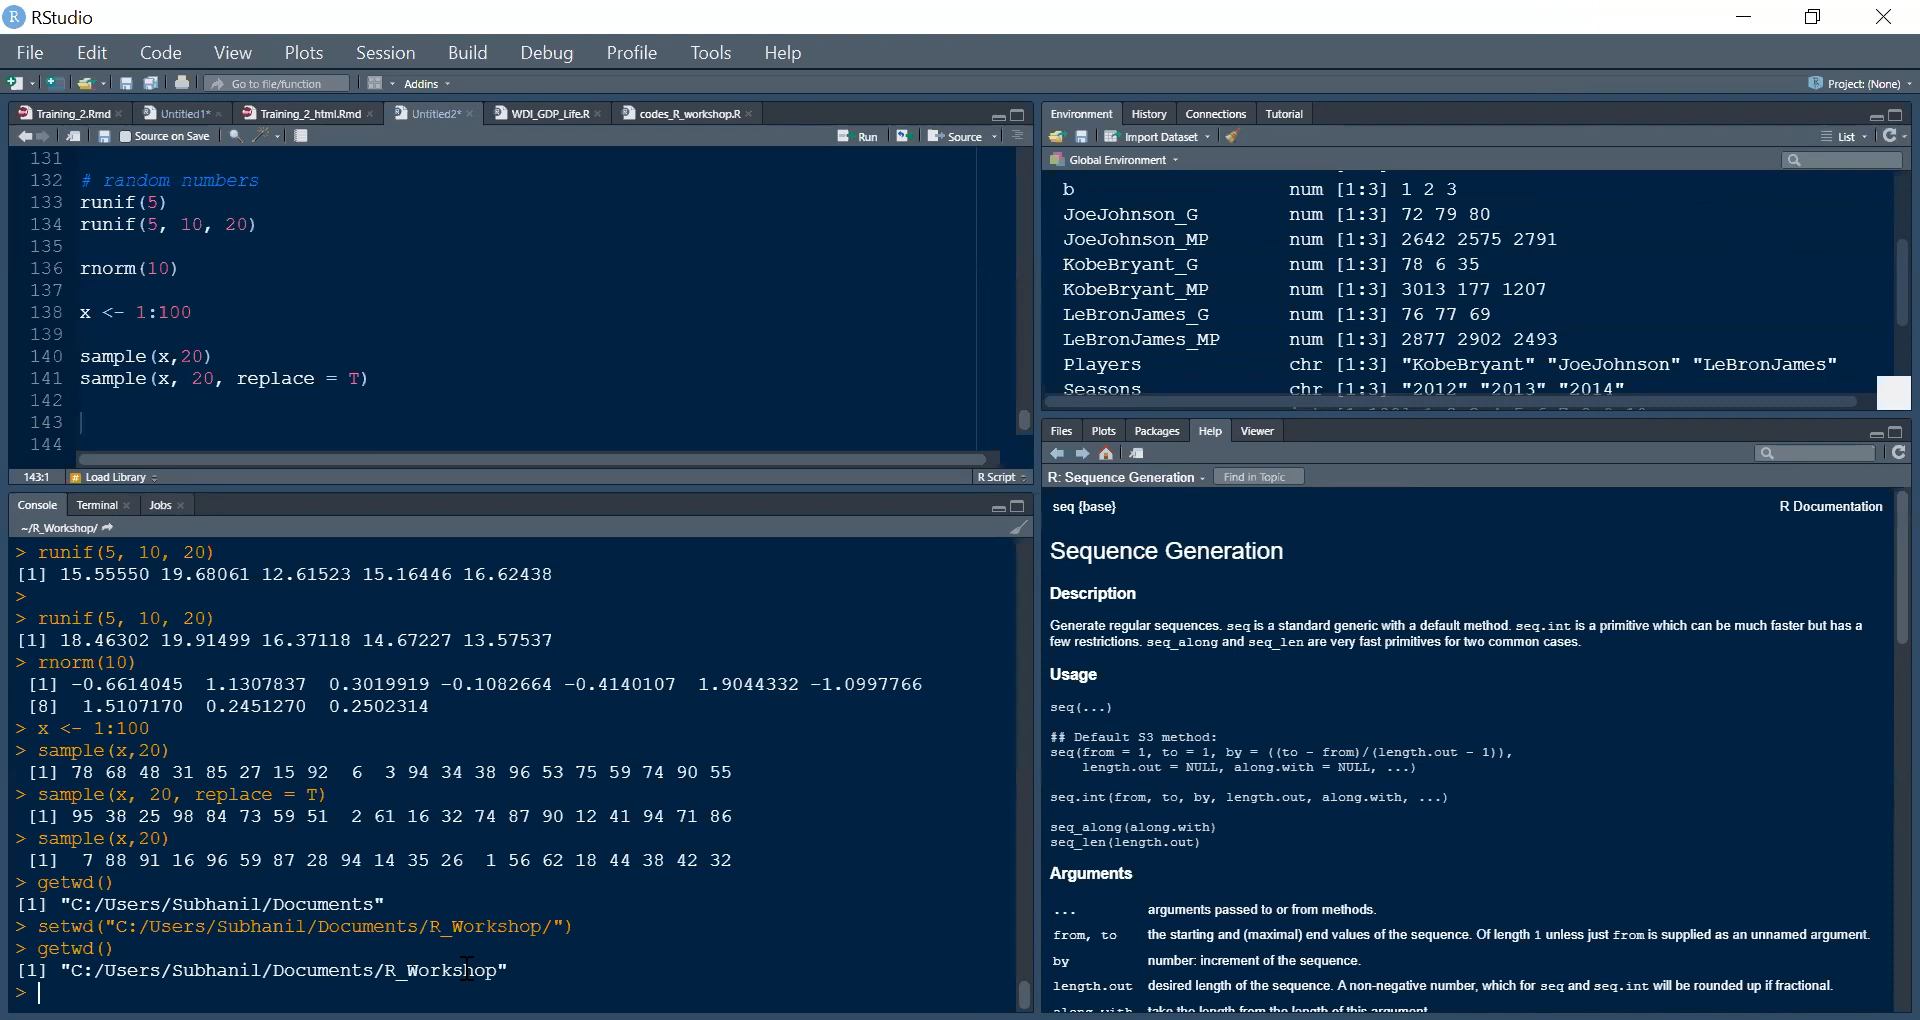 RStudio
File Edit Code View Plots Session Build Debug Profile Tools Help
Go to file/function Addins Project: (None)
Training_2.Rmd Untitled1* Training_2_html.Rmd Untitled2* WDI_GDP_Life.R codes_R_workshop.R
Source on Save Run Source
131
132 # random numbers
133 runif(5)
134 runif(5, 10, 20)
135
136 rnorm(10)
137
138 x <- 1:100
139
140 sample(x,20)
141 sample(x, 20, replace = T)
142
143
144
143:1 # Load Library R Script
Console Terminal Jobs
~/R_Workshop/
> runif(5, 10, 20)
[1] 15.55550 19.68061 12.61523 15.16446 16.62438
>
> runif(5, 10, 20)
[1] 18.46302 19.91499 16.37118 14.67227 13.57537
> rnorm(10)
[1] -0.6614045 1.1307837 0.3019919 -0.1082664 -0.4140107 1.9044332 -1.0997766
[8] 1.5107170 0.2451270 0.2502314
> x <- 1:100
> sample(x,20)
[1] 78 68 48 31 85 27 15 92 6 3 94 34 38 96 53 75 59 74 90 55
> sample(x, 20, replace = T)
[1] 95 38 25 98 84 73 59 51 2 61 16 32 74 87 90 12 41 94 71 86
> sample(x,20)
[1] 7 88 91 16 96 59 87 28 94 14 35 26 1 56 62 18 44 38 42 32
> getwd()
[1] "C:/Users/Subhanil/Documents"
> setwd("C:/Users/Subhanil/Documents/R_Workshop/")
> getwd()
[1] "C:/Users/Subhanil/Documents/R_Workshop"
>
Environment History Connections Tutorial
Import Dataset List
Global Environment
b num [1:3] 1 2 3
JoeJohnson_G num [1:3] 72 79 80
JoeJohnson_MP num [1:3] 2642 2575 2791
KobeBryant_G num [1:3] 78 6 35
KobeBryant_MP num [1:3] 3013 177 1207
LeBronJames_G num [1:3] 76 77 69
LeBronJames_MP num [1:3] 2877 2902 2493
Players chr [1:3] "KobeBryant" "JoeJohnson" "LeBronJames"
Seasons chr [1:3] "2012" "2013" "2014"
Files Plots Packages Help Viewer
R: Sequence Generation Find in Topic
seq {base} R Documentation
Sequence Generation
Description
Generate regular sequences. seq is a standard generic with a default method. seq.int is a primitive which can be much faster but has a
few restrictions. seq_along and seq_len are very fast primitives for two common cases.
Usage
seq(...)
## Default S3 method:
seq(from = 1, to = 1, by = ((to - from)/(length.out - 1)),
length.out = NULL, along.with = NULL, ...)
seq.int(from, to, by, length.out, along.with, ...)
seq_along(along.with)
seq_len(length.out)
Arguments
... arguments passed to or from methods.
from, to the starting and (maximal) end values of the sequence. Of length 1 unless just from is supplied as an unnamed argument.
by number: increment of the sequence.
length.out desired length of the sequence. A non-negative number, which for seq and seq.int will be rounded up if fractional.
along.with take the length from the length of this argument.